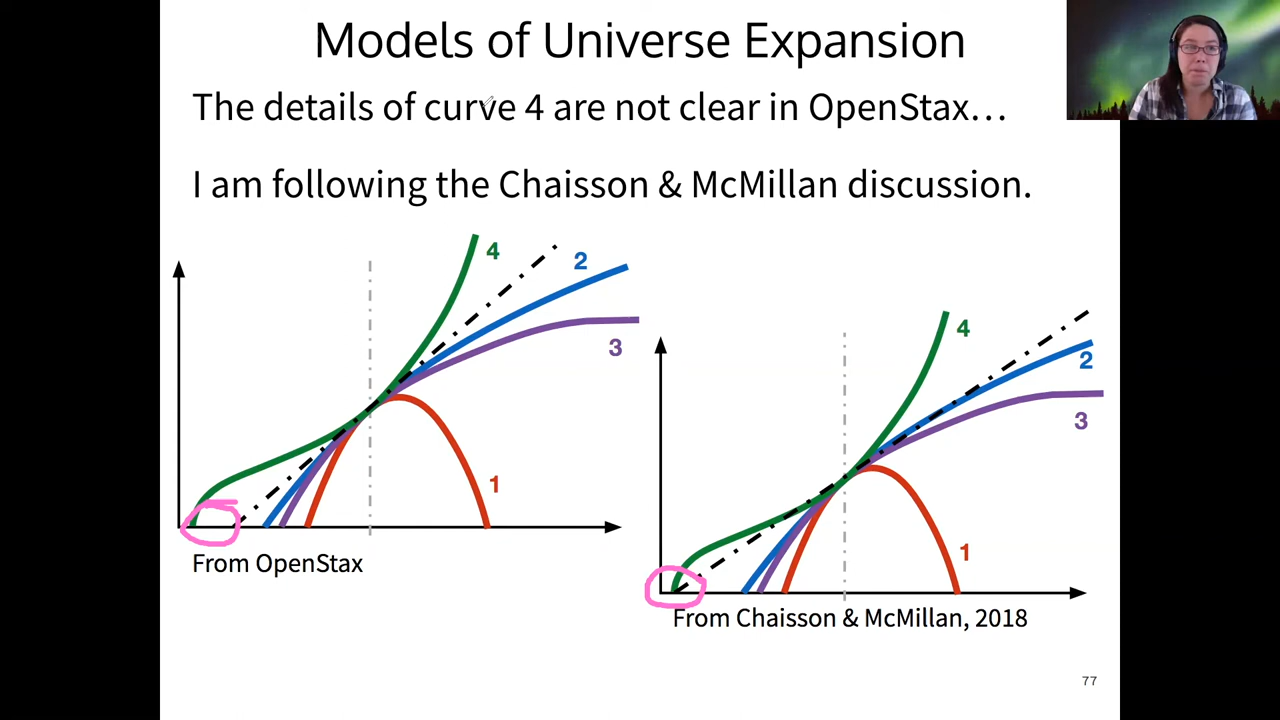 Models of Universe Expansion
The details of curve 4 are not clear in OpenStax...
I am following the Chaisson & McMillan discussion.
4
2
3
1
From OpenStax
4
2
3
1
From Chaisson & McMillan, 2018
77